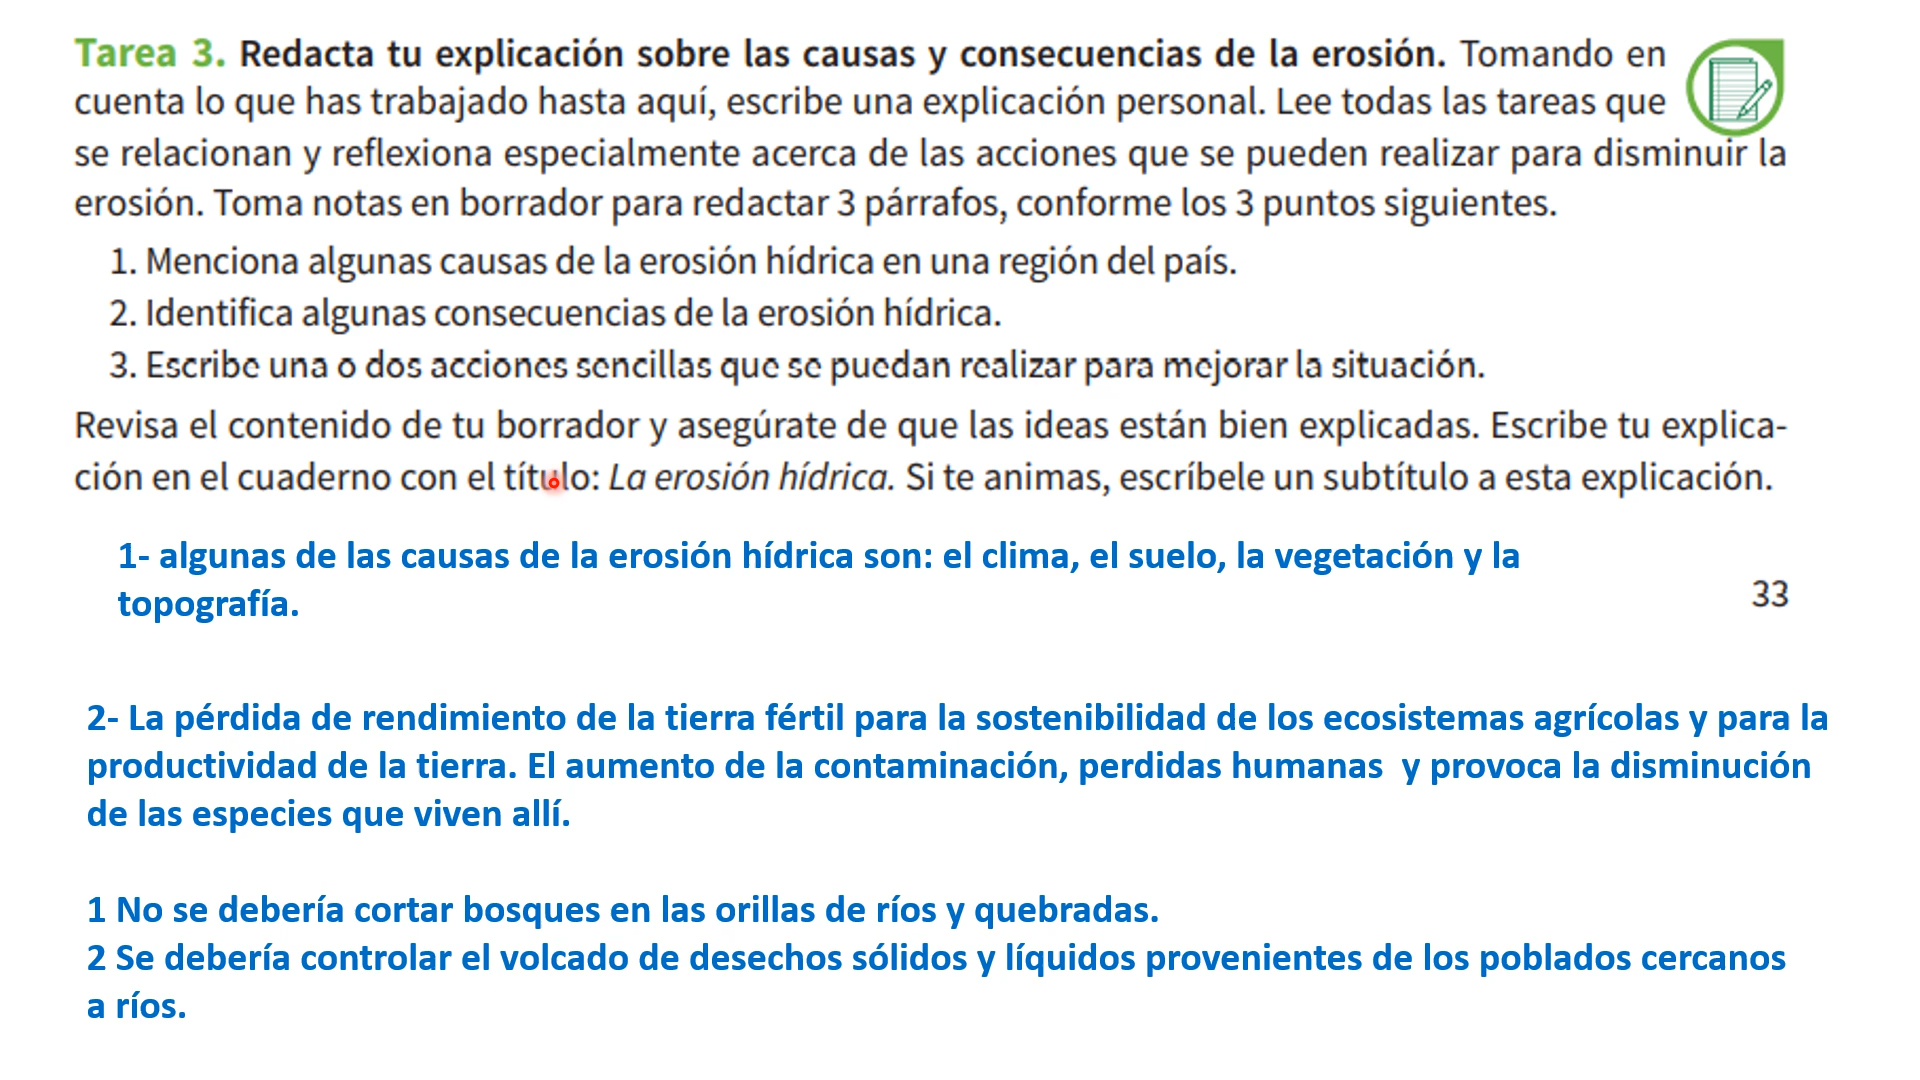 Tarea 3. Redacta tu explicación sobre las causas y consecuencias de la erosión. Tomando en
cuenta lo que has trabajado hasta aquí, escribe una explicación personal. Lee todas las tareas que
se relacionan y reflexiona especialmente acerca de las acciones que se pueden realizar para disminuir la
erosión. Toma notas en borrador para redactar 3 párrafos, conforme los 3 puntos siguientes.
1. Menciona algunas causas de la erosión hídrica en una región del país.
2. Identifica algunas consecuencias de la erosión hídrica.
3. Escribe una o dos acciones sencillas que se puedan realizar para mejorar la situación.
Revisa el contenido de tu borrador y asegúrate de que las ideas están bien explicadas. Escribe tu explica-
ción en el cuaderno con el título: La erosión hídrica. Si te animas, escríbele un subtítulo a esta explicación.
1- algunas de las causas de la erosión hídrica son: el clima, el suelo, la vegetación y la
topografía.
33
2- La pérdida de rendimiento de la tierra fértil para la sostenibilidad de los ecosistemas agrícolas y para la
productividad de la tierra. El aumento de la contaminación, perdidas humanas  y provoca la disminución
de las especies que viven allí.
1 No se debería cortar bosques en las orillas de ríos y quebradas.
2 Se debería controlar el volcado de desechos sólidos y líquidos provenientes de los poblados cercanos
a ríos.